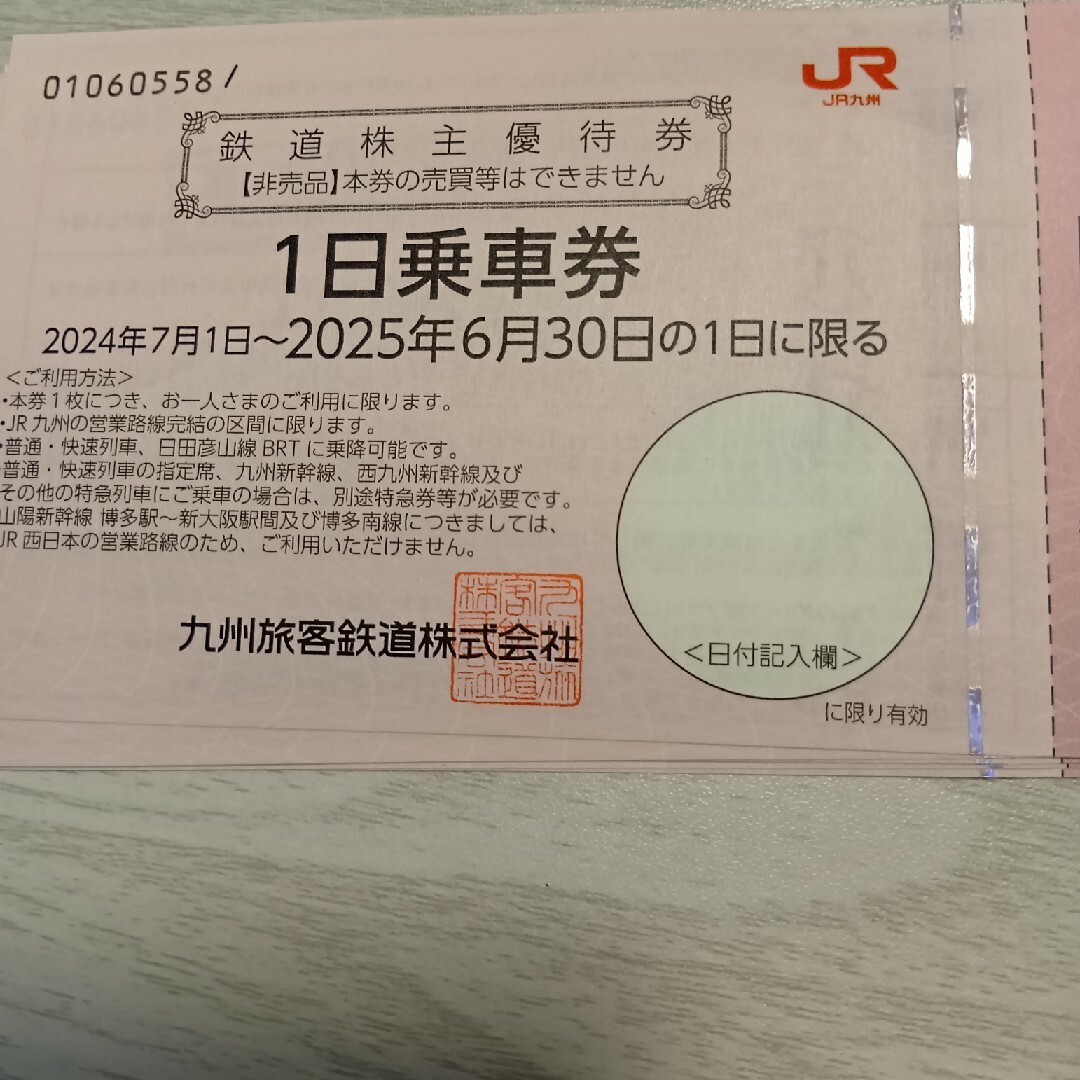 01060558/
JR
JR九州
鉄道株主優待券
【非売品】本券の売買等はできません
1日乗車券
2024年7月1日〜2025年6月30日の1日に限る
<ご利用方法>
・本券1枚につき、お一人さまのご利用に限ります。
・JR九州の営業路線完結の区間に限ります。
・普通・快速列車、日田彦山線BRTに乗降可能です。
普通・快速列車の指定席、九州新幹線、西九州新幹線及び
その他の特急列車にご乗車の場合は、別途特急券等が必要です。
山陽新幹線 博多駅〜新大阪駅間及び博多南線につきましては、
JR西日本の営業路線のため、ご利用いただけません。
九州旅客鉄道株式会社
<日付記入欄>
に限り有効